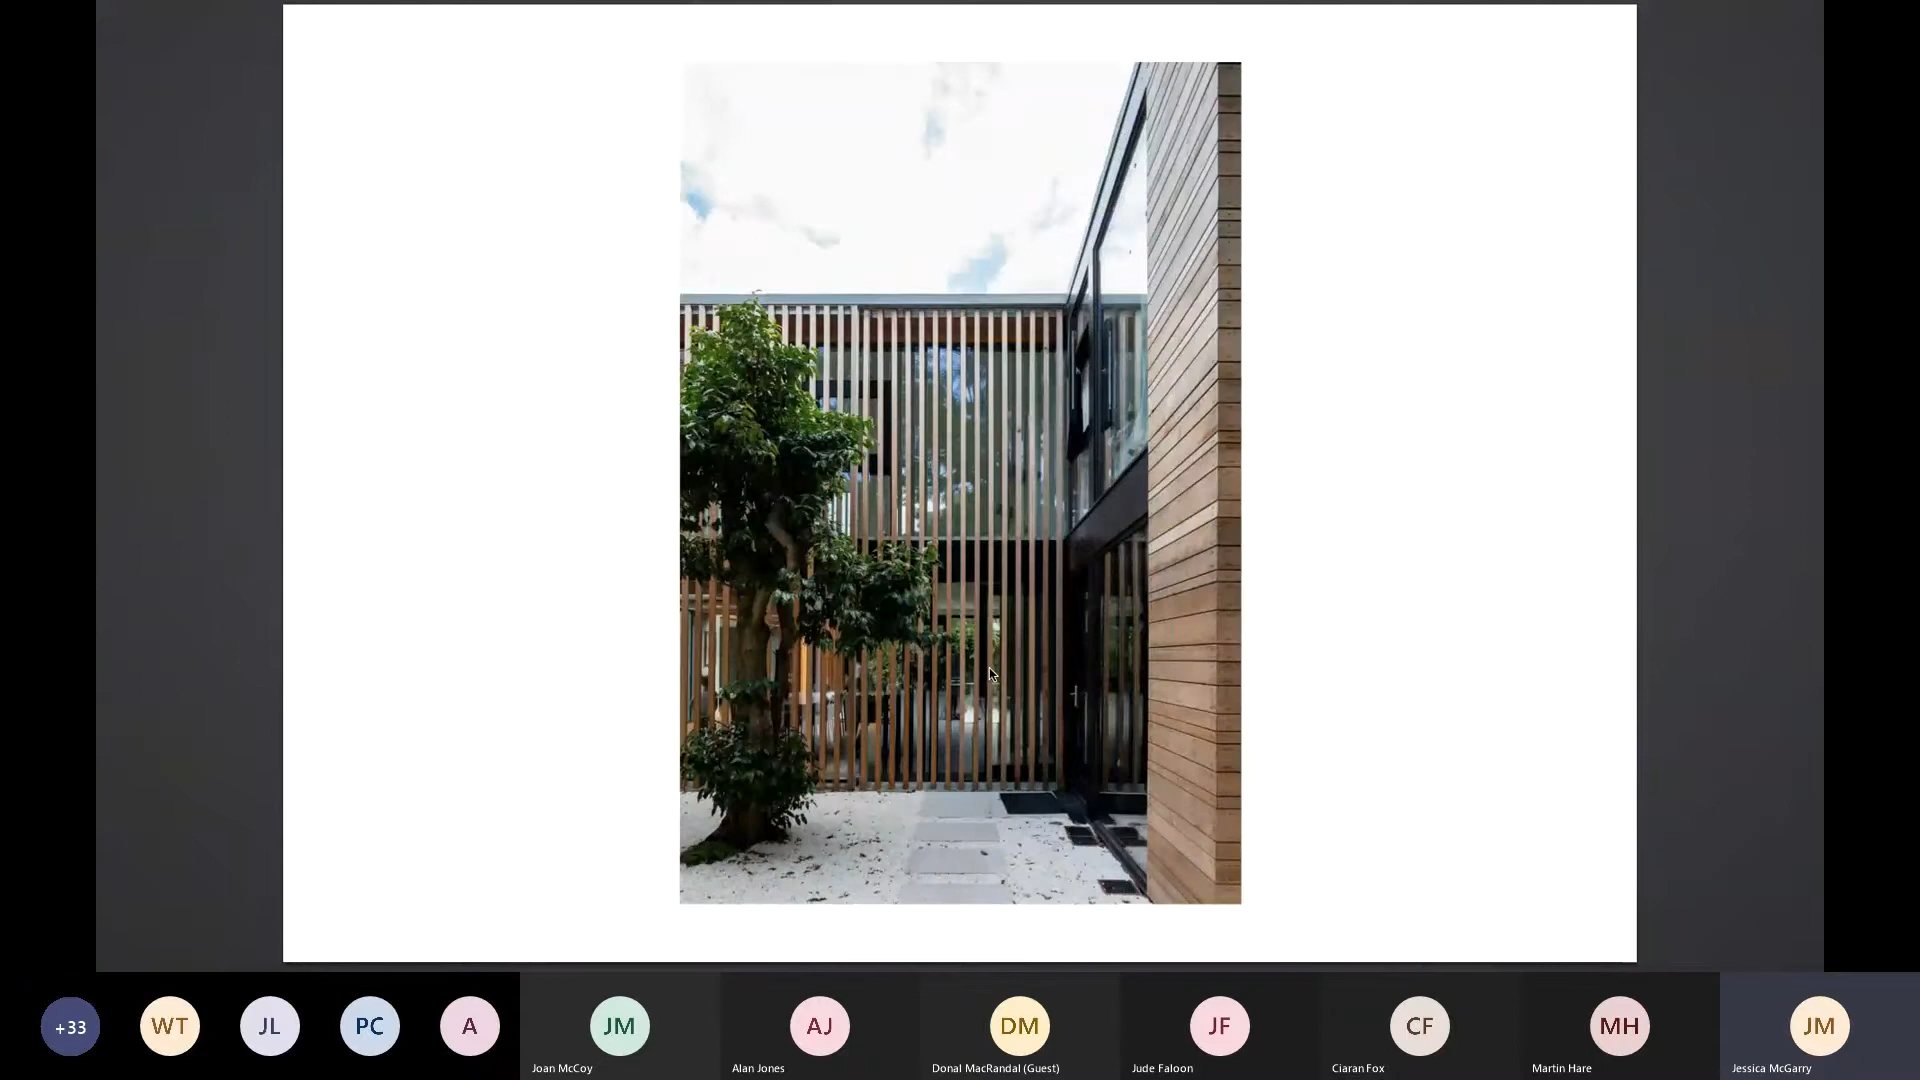 +33
WT
JL
PC
A
JM
AJ
DM
JF
CF
MH
JM
Joan McCoy
Alan Jones
Donal MacRandal (Guest)
Jude Faloon
Ciaran Fox
Martin Hare
Jessica McGarry